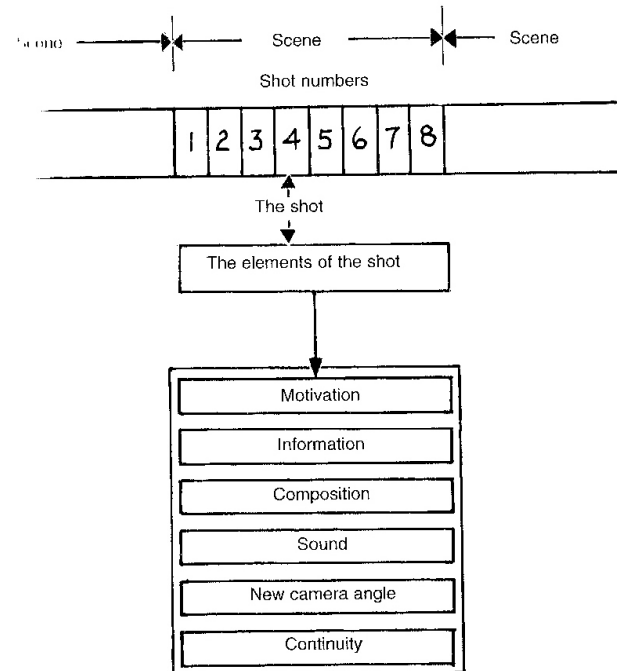 Scene Scene Scene
Shot numbers
1 2 3 4 5 6 7 8
The shot
The elements of the shot
Motivation
Information
Composition
Sound
New camera angle
Continuity